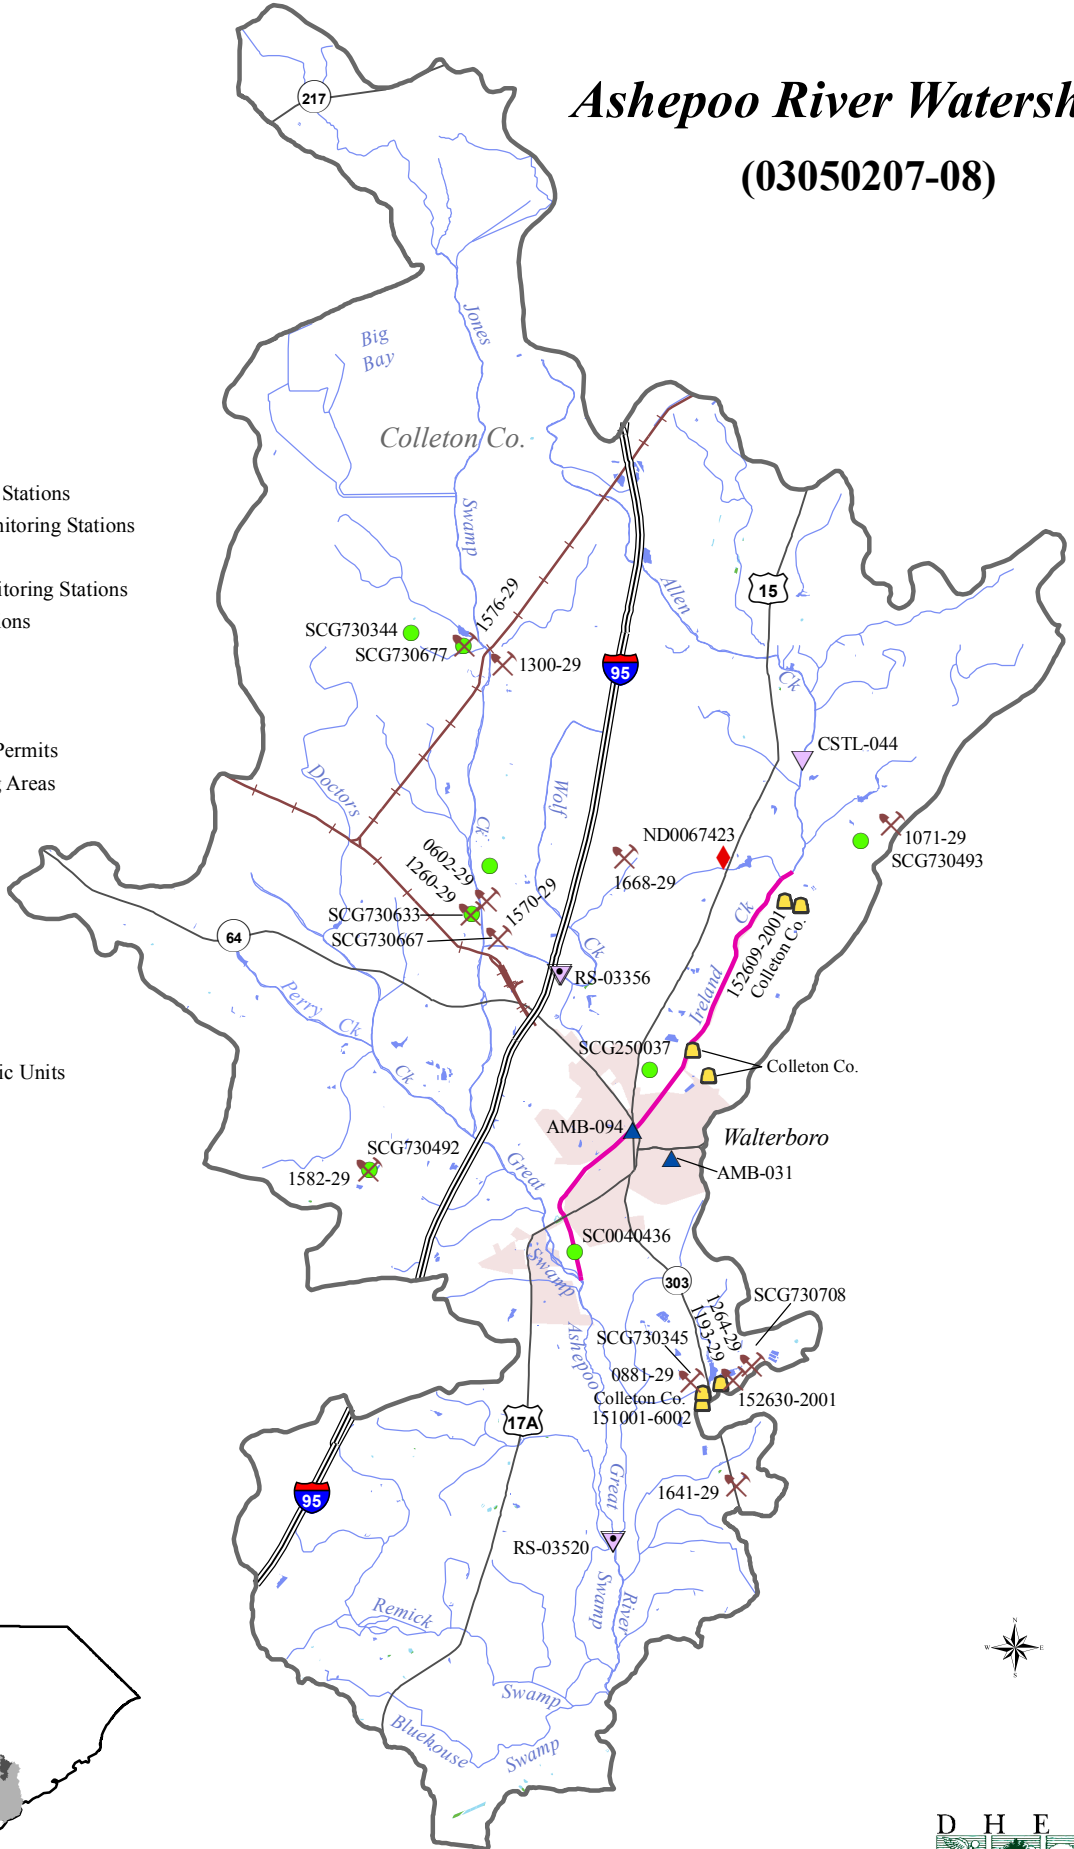 Ashepoo River Watersh
(03050207-08)
217
Jones
Big
Bay
Colleton Co.
Stations
Swamp
nitoring Stations
Allen
15
itoring Stations
ions
1576-29
SCG730344
SCG730677
1300-29
95
Ck
CSTL-044
Permits
g Areas
Doctors
Wolf
Ck
ND0067423
1071-29
SCG730493
0602-29
1260-29
1668-29
1570-29
SCG730633
SCG730667
Ck
152609-2001
Colleton Co.
64
Ck
RS-03356
Perry
Ck
Ireland
SCG250037
Colleton Co.
ic Units
Ck
AMB-094
Walterboro
SCG730492
AMB-031
1582-29
Great
Swamp
SC0040436
303
SCG730708
1264-29
1193-29
SCG730345
Ashepoo
0881-29
Colleton Co.
151001-6002
152630-2001
17A
Great
95
1641-29
RS-03520
Swamp
River
Remick
N
W
E
S
Swamp
Bluehouse
Swamp
D H E